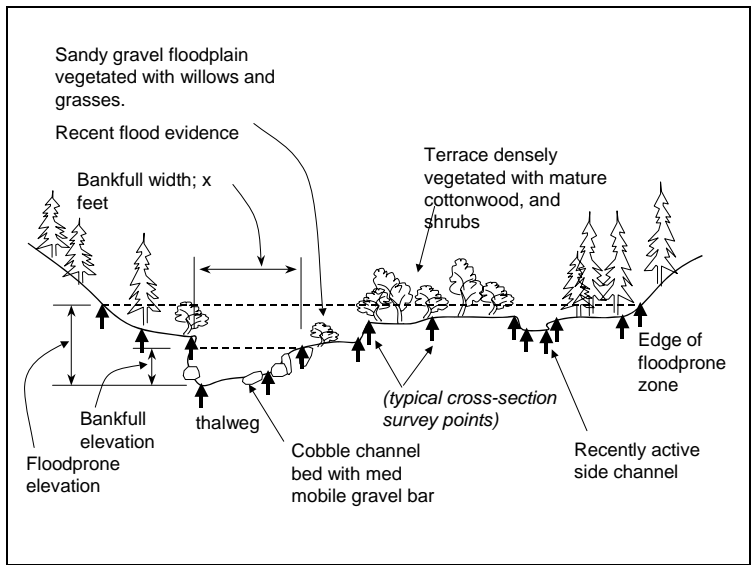 Sandy gravel floodplain
vegetated with willows and
grasses.
Recent flood evidence
Bankfull width; x
feet
Terrace densely
vegetated with mature
cottonwood, and
shrubs
Edge of
floodprone
zone
(typical cross-section
survey points)
Bankfull
elevation
thalweg
Floodprone
elevation
Cobble channel
bed with med
mobile gravel bar
Recently active
side channel